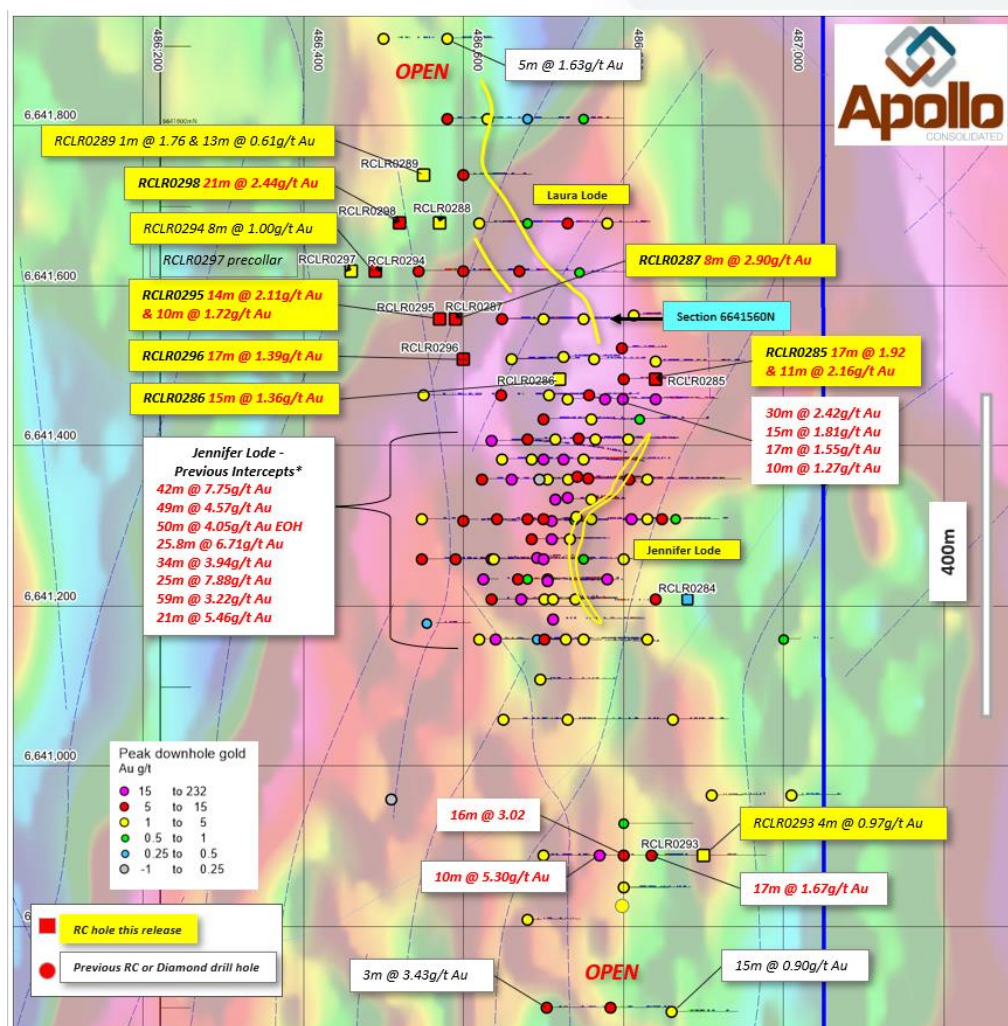 486,200
486,400
486,600
487,000
Apollo
CONSOLIDATED
OPEN
5m @ 1.63g/t Au
6,641,800
6641800mN
RCLR0289 1m @ 1.76 & 13m @ 0.61g/t Au
RCLR0289
RCLR0298 21m @ 2.44g/t Au
RCLR0298
RCLR0288
Laura Lode
RCLR0294 8m @ 1.00g/t Au
RCLR0297 precollar
RCLR0297
RCLR0294
6,641,600
RCLR0287 8m @ 2.90g/t Au
RCLR0295 14m @ 2.11g/t Au
& 10m @ 1.72g/t Au
RCLR0295
RCLR0287
Section 6641560N
RCLR0296 17m @ 1.39g/t Au
RCLR0296
RCLR0285 17m @ 1.92
& 11m @ 2.16g/t Au
RCLR0286
RCLR0285
RCLR0286 15m @ 1.36g/t Au
30m @ 2.42g/t Au
15m @ 1.81g/t Au
17m @ 1.55g/t Au
10m @ 1.27g/t Au
6,641,400
Jennifer Lode -
Previous Intercepts*
42m @ 7.75g/t Au
49m @ 4.57g/t Au
50m @ 4.05g/t Au EOH
25.8m @ 6.71g/t Au
34m @ 3.94g/t Au
25m @ 7.88g/t Au
59m @ 3.22g/t Au
21m @ 5.46g/t Au
Jennifer Lode
400m
RCLR0284
6,641,200
6,641,000
Peak downhole gold
Au g/t
15 to 232
5 to 15
1 to 5
0.5 to 1
0.25 to 0.5
-1 to 0.25
16m @ 3.02
RCLR0293
RCLR0293 4m @ 0.97g/t Au
10m @ 5.30g/t Au
17m @ 1.67g/t Au
RC hole this release
Previous RC or Diamond drill hole
3m @ 3.43g/t Au
OPEN
15m @ 0.90g/t Au